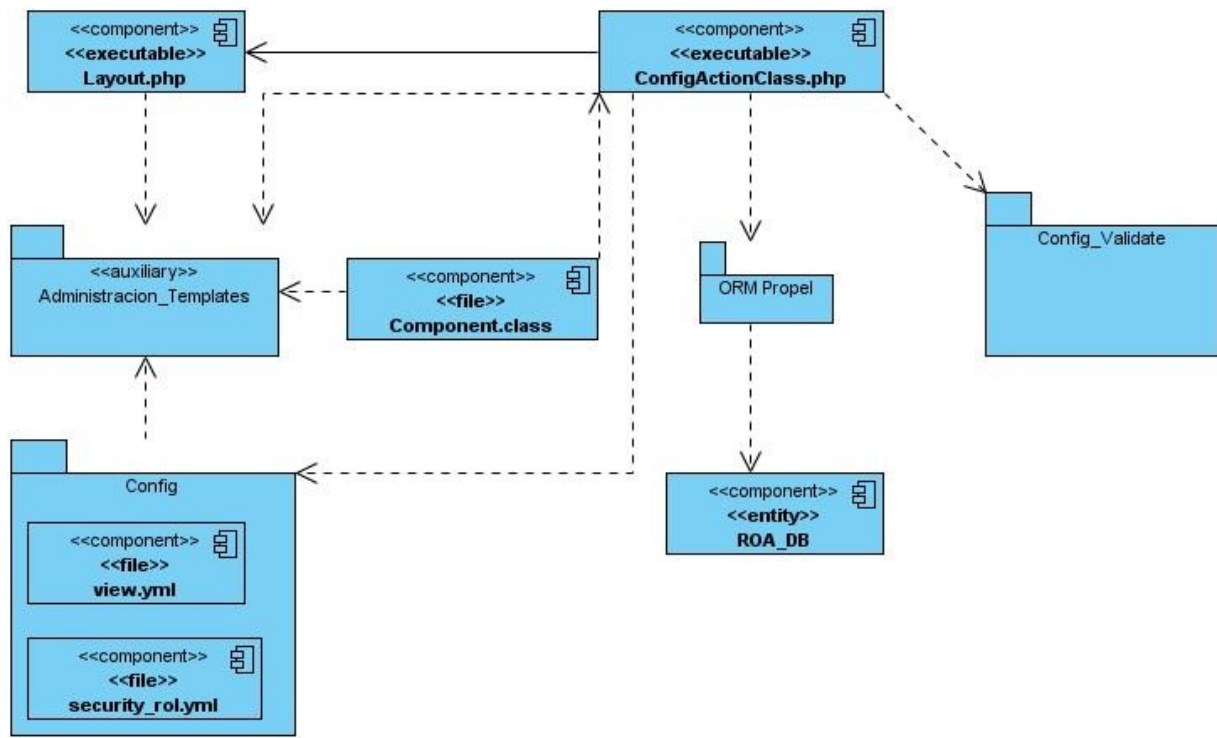 <<component>>
<<executable>>
Layout.php
<<component>>
<<executable>>
ConfigActionClass.php
<<auxiliary>>
Administracion_Templates
<<component>>
<<file>>
Component.class
ORM Propel
Config_Validate
Config
<<component>>
<<file>>
view.yml
<<component>>
<<file>>
security_rol.yml
<<component>>
<<entity>>
ROA_DB